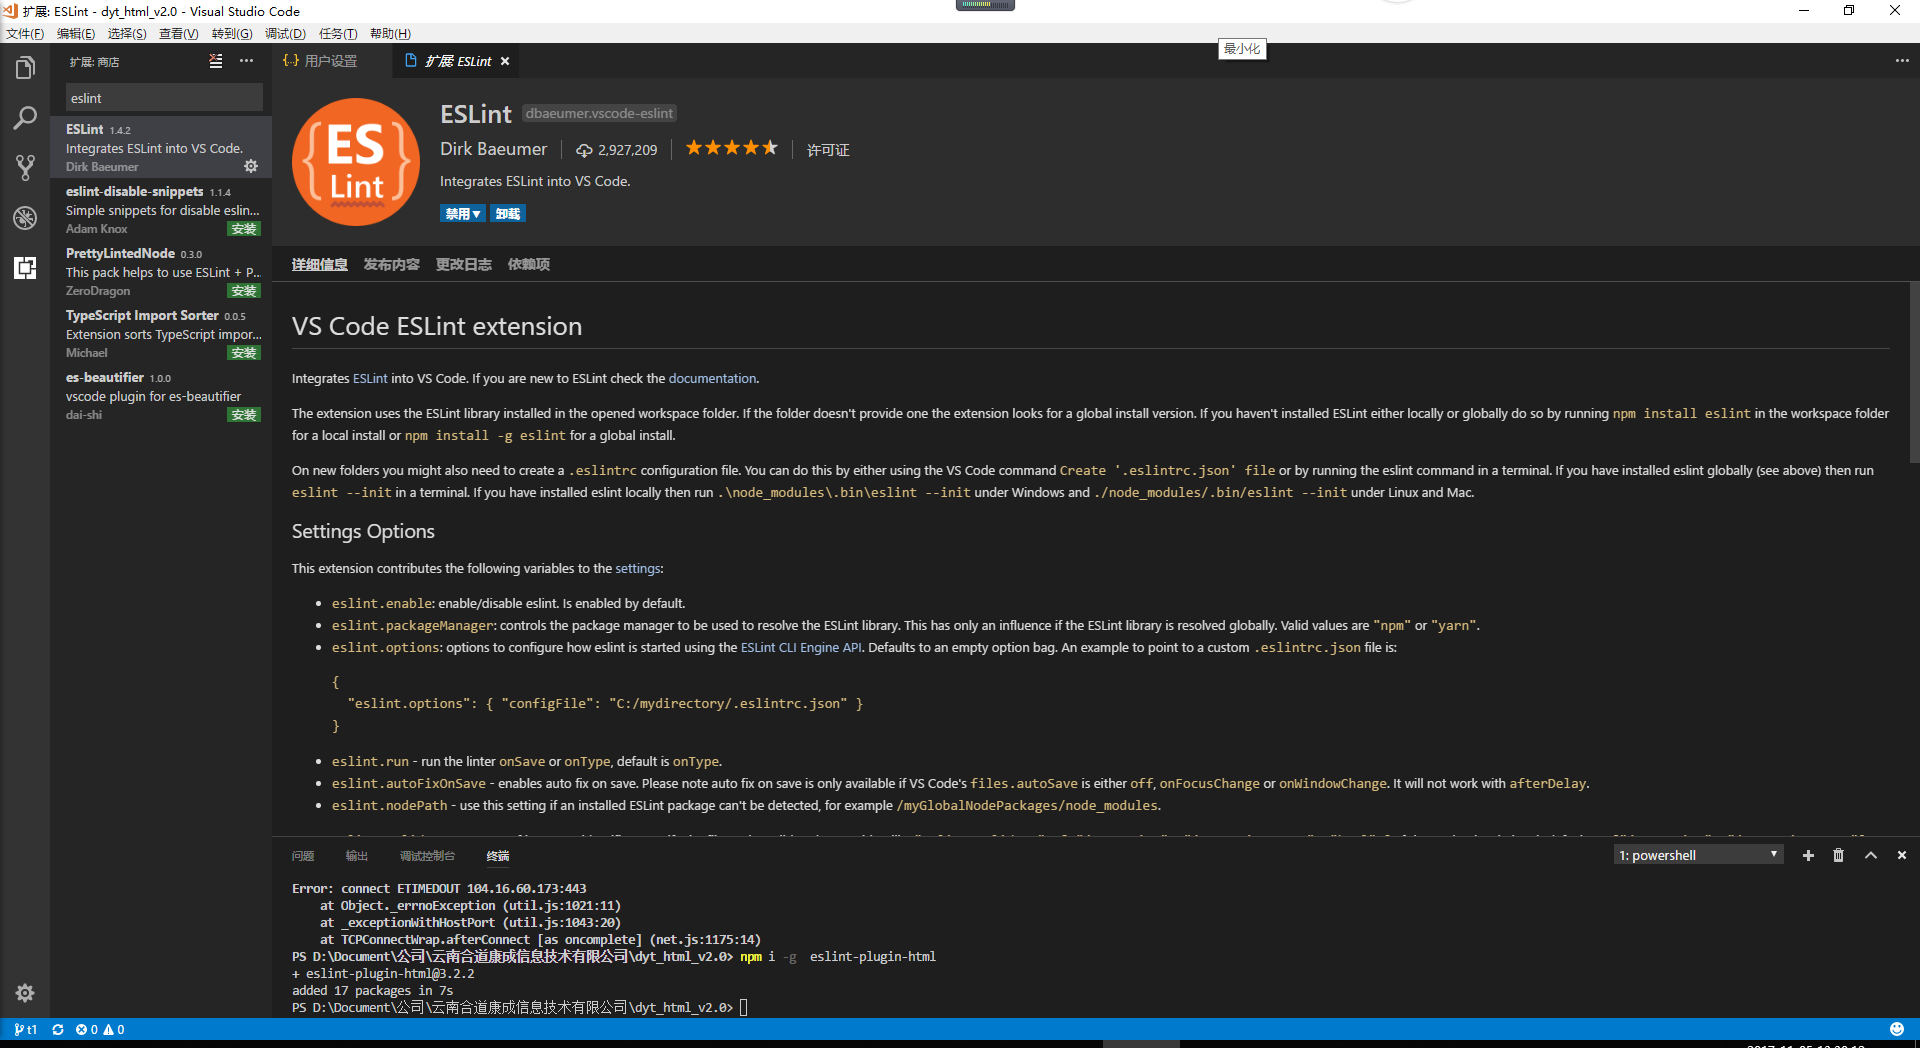 扩展: ESLint - dyt_html_v2.0 - Visual Studio Code
文件(F) 编辑(E) 选择(S) 查看(V) 转到(G) 调试(D) 任务(T) 帮助(H)
最小化
扩展: 商店
eslint
ESLint 1.4.2
Integrates ESLint into VS Code.
Dirk Baeumer
eslint-disable-snippets 1.1.4
Simple snippets for disable eslin...
Adam Knox 安装
PrettyLintedNode 0.3.0
This pack helps to use ESLint + P...
ZeroDragon 安装
TypeScript Import Sorter 0.0.5
Extension sorts TypeScript impor...
Michael 安装
es-beautifier 1.0.0
vscode plugin for es-beautifier
dai-shi 安装
{..} 用户设置 扩展: ESLint
ES
Lint
ESLint dbaeumer.vscode-eslint
Dirk Baeumer 2,927,209 许可证
Integrates ESLint into VS Code.
禁用▼ 卸载
详细信息 发布内容 更改日志 依赖项
VS Code ESLint extension
Integrates ESLint into VS Code. If you are new to ESLint check the documentation.
The extension uses the ESLint library installed in the opened workspace folder. If the folder doesn't provide one the extension looks for a global install version. If you haven't installed ESLint either locally or globally do so by running npm install eslint in the workspace folder
for a local install or npm install -g eslint for a global install.
On new folders you might also need to create a .eslintrc configuration file. You can do this by either using the VS Code command Create '.eslintrc.json' file or by running the eslint command in a terminal. If you have installed eslint globally (see above) then run
eslint --init in a terminal. If you have installed eslint locally then run .\node_modules\.bin\eslint --init under Windows and ./node_modules/.bin/eslint --init under Linux and Mac.
Settings Options
This extension contributes the following variables to the settings:
• eslint.enable: enable/disable eslint. Is enabled by default.
• eslint.packageManager: controls the package manager to be used to resolve the ESLint library. This has only an influence if the ESLint library is resolved globally. Valid values are "npm" or "yarn".
• eslint.options: options to configure how eslint is started using the ESLint CLI Engine API. Defaults to an empty option bag. An example to point to a custom .eslintrc.json file is:
{
"eslint.options": { "configFile": "C:/mydirectory/.eslintrc.json" }
}
• eslint.run - run the linter onSave or onType, default is onType.
• eslint.autoFixOnSave - enables auto fix on save. Please note auto fix on save is only available if VS Code's files.autoSave is either off, onFocusChange or onWindowChange. It will not work with afterDelay.
• eslint.nodePath - use this setting if an installed ESLint package can't be detected, for example /myGlobalNodePackages/node_modules.
问题 输出 调试控制台 终端 1: powershell
Error: connect ETIMEDOUT 104.16.60.173:443
at Object._errnoException (util.js:1021:11)
at _exceptionWithHostPort (util.js:1043:20)
at TCPConnectWrap.afterConnect [as oncomplete] (net.js:1175:14)
PS D:\Document\公司\云南合道康成信息技术有限公司\dyt_html_v2.0> npm i -g eslint-plugin-html
+ eslint-plugin-html@3.2.2
added 17 packages in 7s
PS D:\Document\公司\云南合道康成信息技术有限公司\dyt_html_v2.0>
t1 0 0